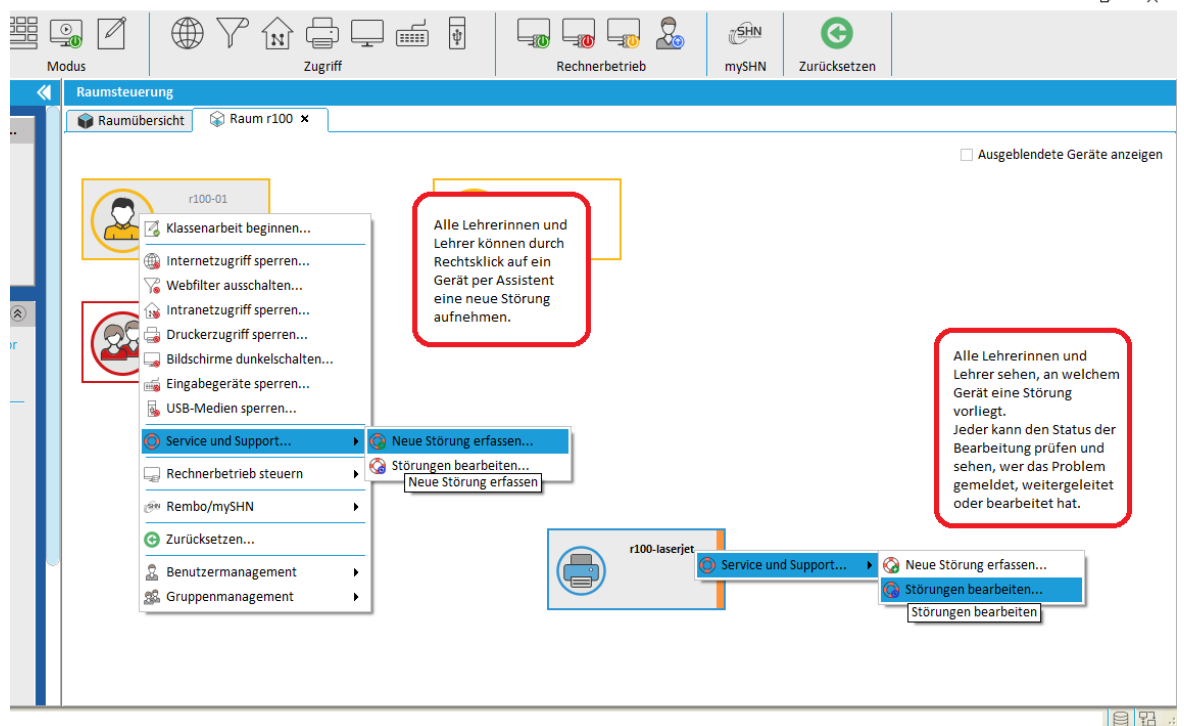 Modus
Zugriff
Rechnerbetrieb
SHN
mySHN
Zurücksetzen
Raumsteuerung
Raumübersicht
Raum r100
Ausgeblendete Geräte anzeigen
r100-01
Klassenarbeit beginnen...
Internetzugriff sperren...
Webfilter ausschalten...
Intranetzugriff sperren...
Druckerzugriff sperren...
Bildschirme dunkelschalten...
Eingabegeräte sperren...
USB-Medien sperren...
Service und Support...
Neue Störung erfassen...
Störungen bearbeiten...
Neue Störung erfassen
Rechnerbetrieb steuern
Rembo/mySHN
Zurücksetzen...
Benutzermanagement
Gruppenmanagement
Alle Lehrerinnen und
Lehrer können durch
Rechtsklick auf ein
Gerät per Assistent
eine neue Störung
aufnehmen.
Alle Lehrerinnen und
Lehrer sehen, an welchem
Gerät eine Störung
vorliegt.
Jeder kann den Status der
Bearbeitung prüfen und
sehen, wer das Problem
gemeldet, weitergeleitet
oder bearbeitet hat.
r100-laserjet
Service und Support...
Neue Störung erfassen...
Störungen bearbeiten...
Störungen bearbeiten